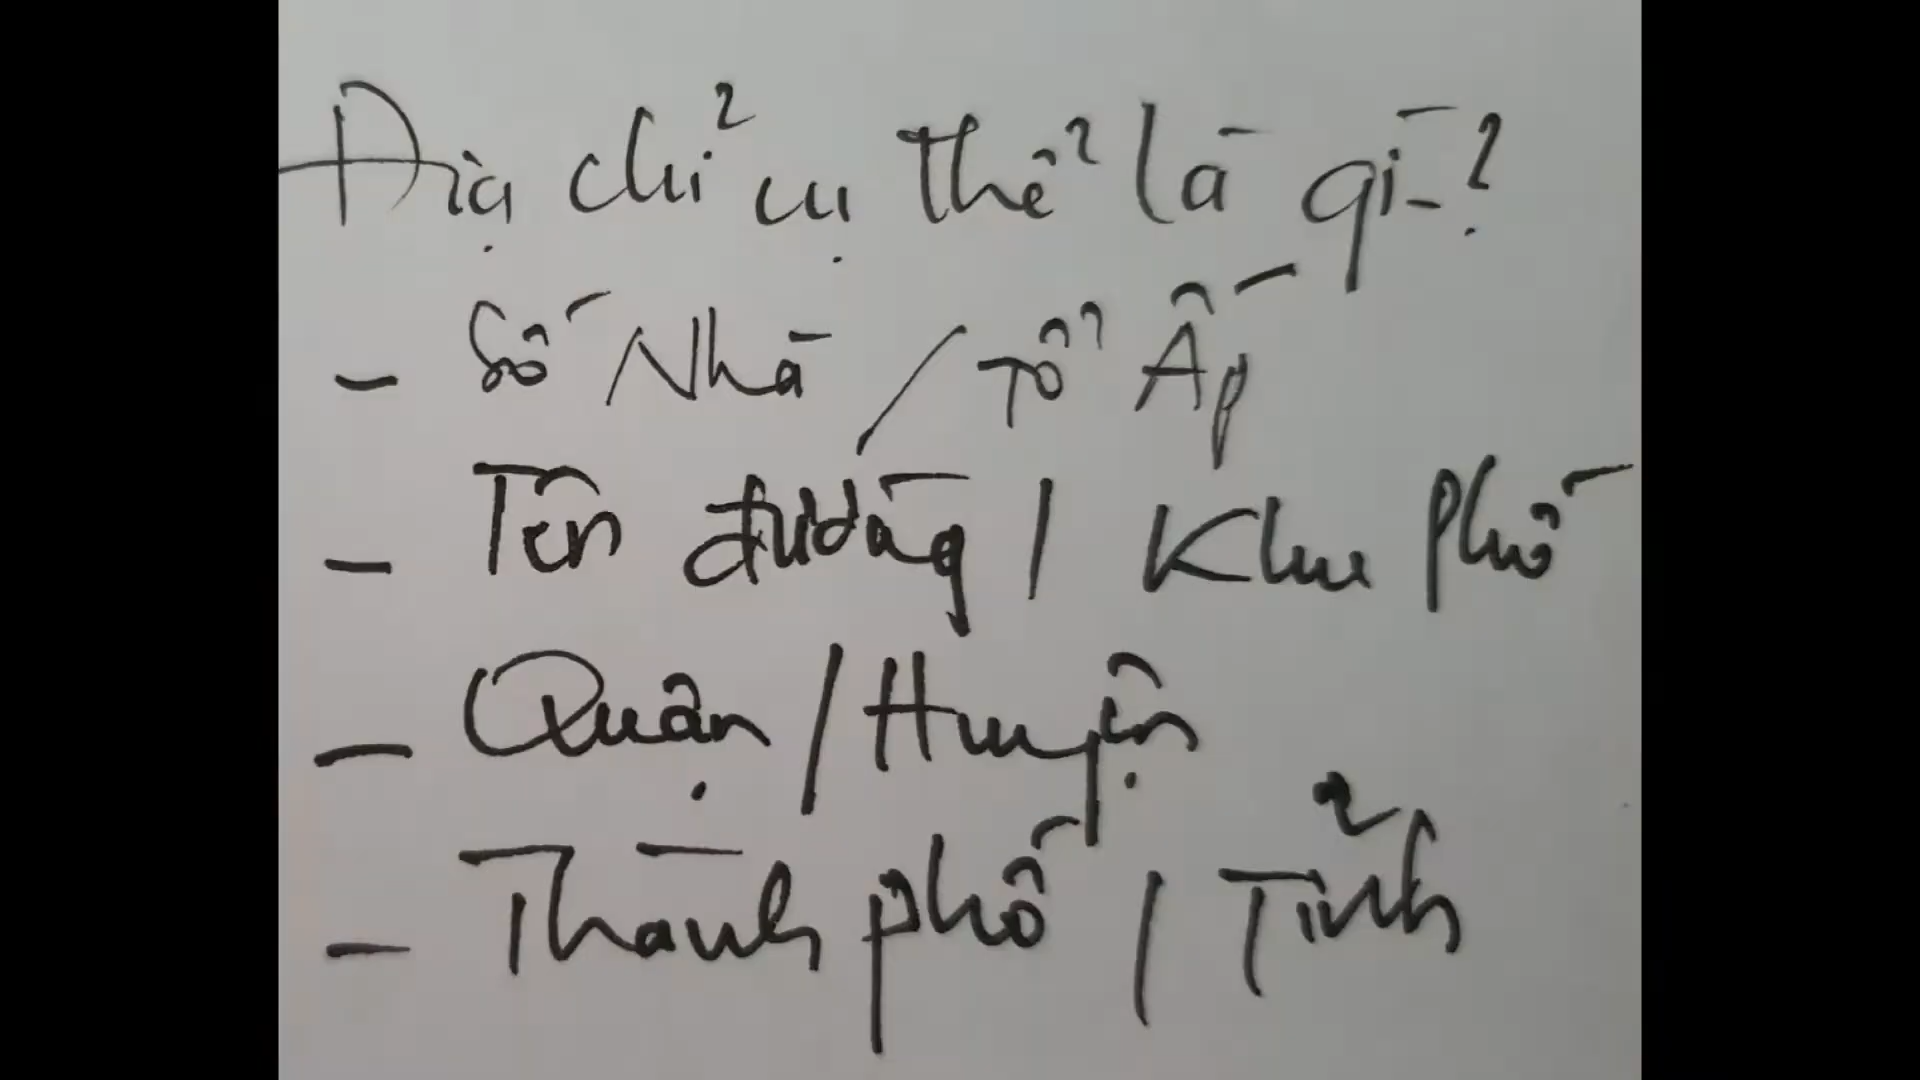 Địa chỉ cụ thể là gì?
- Số Nhà / Tổ Ấp
- Tên đường / Khu phố
- Quận / Huyện
- Thành phố / Tỉnh